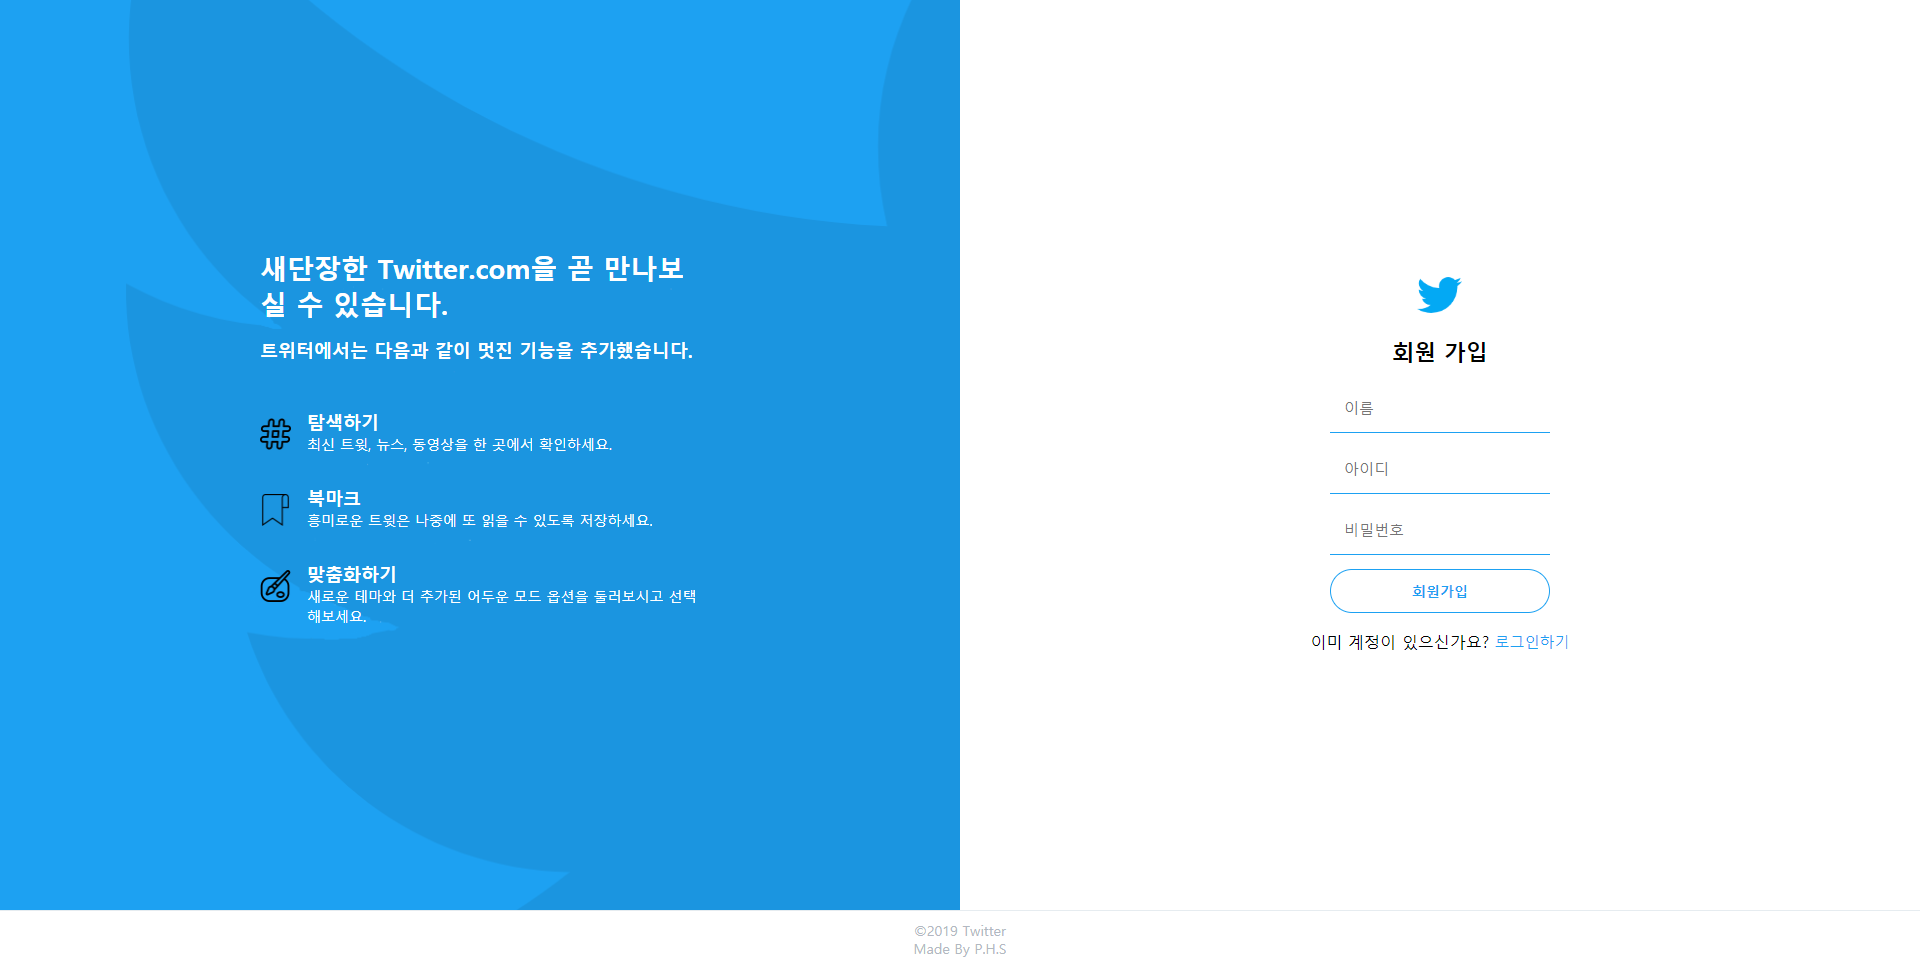 새단장한 Twitter.com을 곧 만나보
실 수 있습니다.
트위터에서는 다음과 같이 멋진 기능을 추가했습니다.
탐색하기
최신 트윗, 뉴스, 동영상을 한 곳에서 확인하세요.
북마크
흥미로운 트윗은 나중에 또 읽을 수 있도록 저장하세요.
맞춤화하기
새로운 테마와 더 추가된 어두운 모드 옵션을 둘러보시고 선택
해보세요.
회원 가입
이름
아이디
비밀번호
회원가입
이미 계정이 있으신가요? 로그인하기
©2019 Twitter
Made By P.H.S